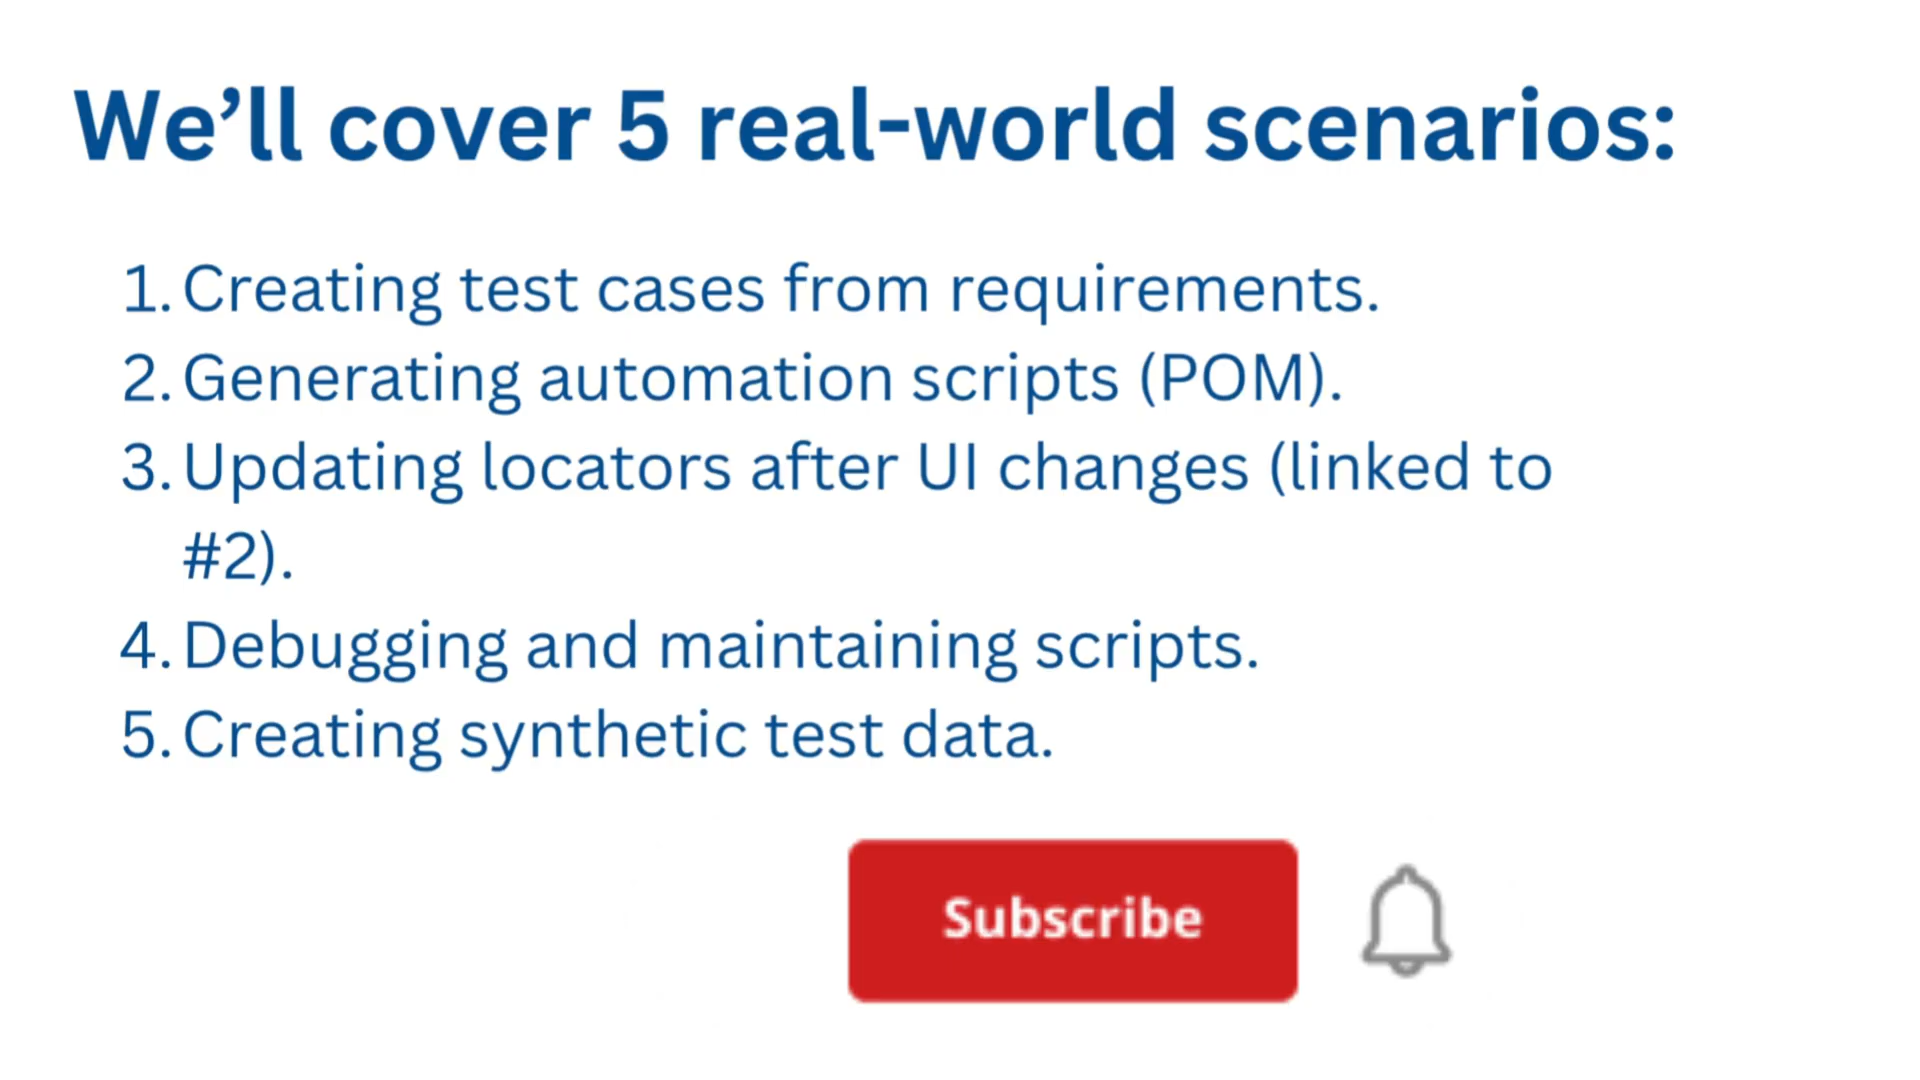 We’ll cover 5 real-world scenarios:
1. Creating test cases from requirements.
2. Generating automation scripts (POM).
3. Updating locators after UI changes (linked to
#2).
4. Debugging and maintaining scripts.
5. Creating synthetic test data.
Subscribe